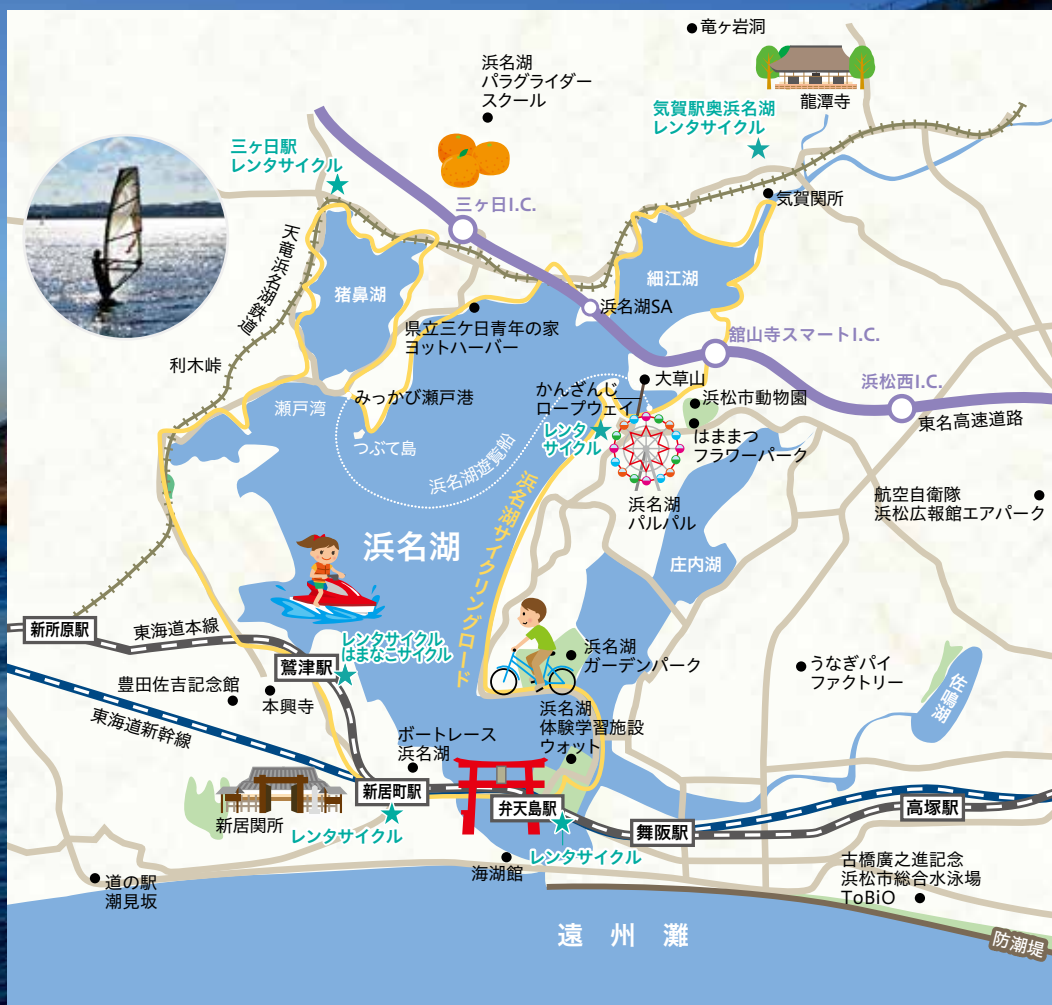 竜ヶ岩洞
浜名湖
パラグライダー
スクール
龍潭寺
気賀駅奥浜名湖
レンタサイクル
三ヶ日駅
レンタサイクル
三ヶ日I.C.
気賀関所
天竜浜名湖鉄道
猪鼻湖
細江湖
浜名湖SA
県立三ケ日青年の家
ヨットハーバー
舘山寺スマートI.C.
利木峠
大草山
浜松西I.C.
かんざんじ
ロープウェイ
浜松市動物園
みっかび瀬戸港
瀬戸湾
東名高速道路
レンタ
サイクル
はままつ
フラワーパーク
つぶて島
浜名湖遊覧船
浜名湖サイクリングロード
浜名湖
パルパル
航空自衛隊
浜松広報館エアパーク
浜名湖
庄内湖
新所原駅
東海道本線
レンタサイクル
はまなこサイクル
鷲津駅
浜名湖
ガーデンパーク
うなぎパイ
ファクトリー
佐鳴湖
豊田佐吉記念館
本興寺
東海道新幹線
ボートレース
浜名湖
浜名湖
体験学習施設
ウォット
新居町駅
弁天島駅
高塚駅
新居関所
レンタサイクル
舞阪駅
レンタサイクル
海湖館
道の駅
潮見坂
古橋廣之進記念
浜松市総合水泳場
ToBiO
遠州灘
防潮堤